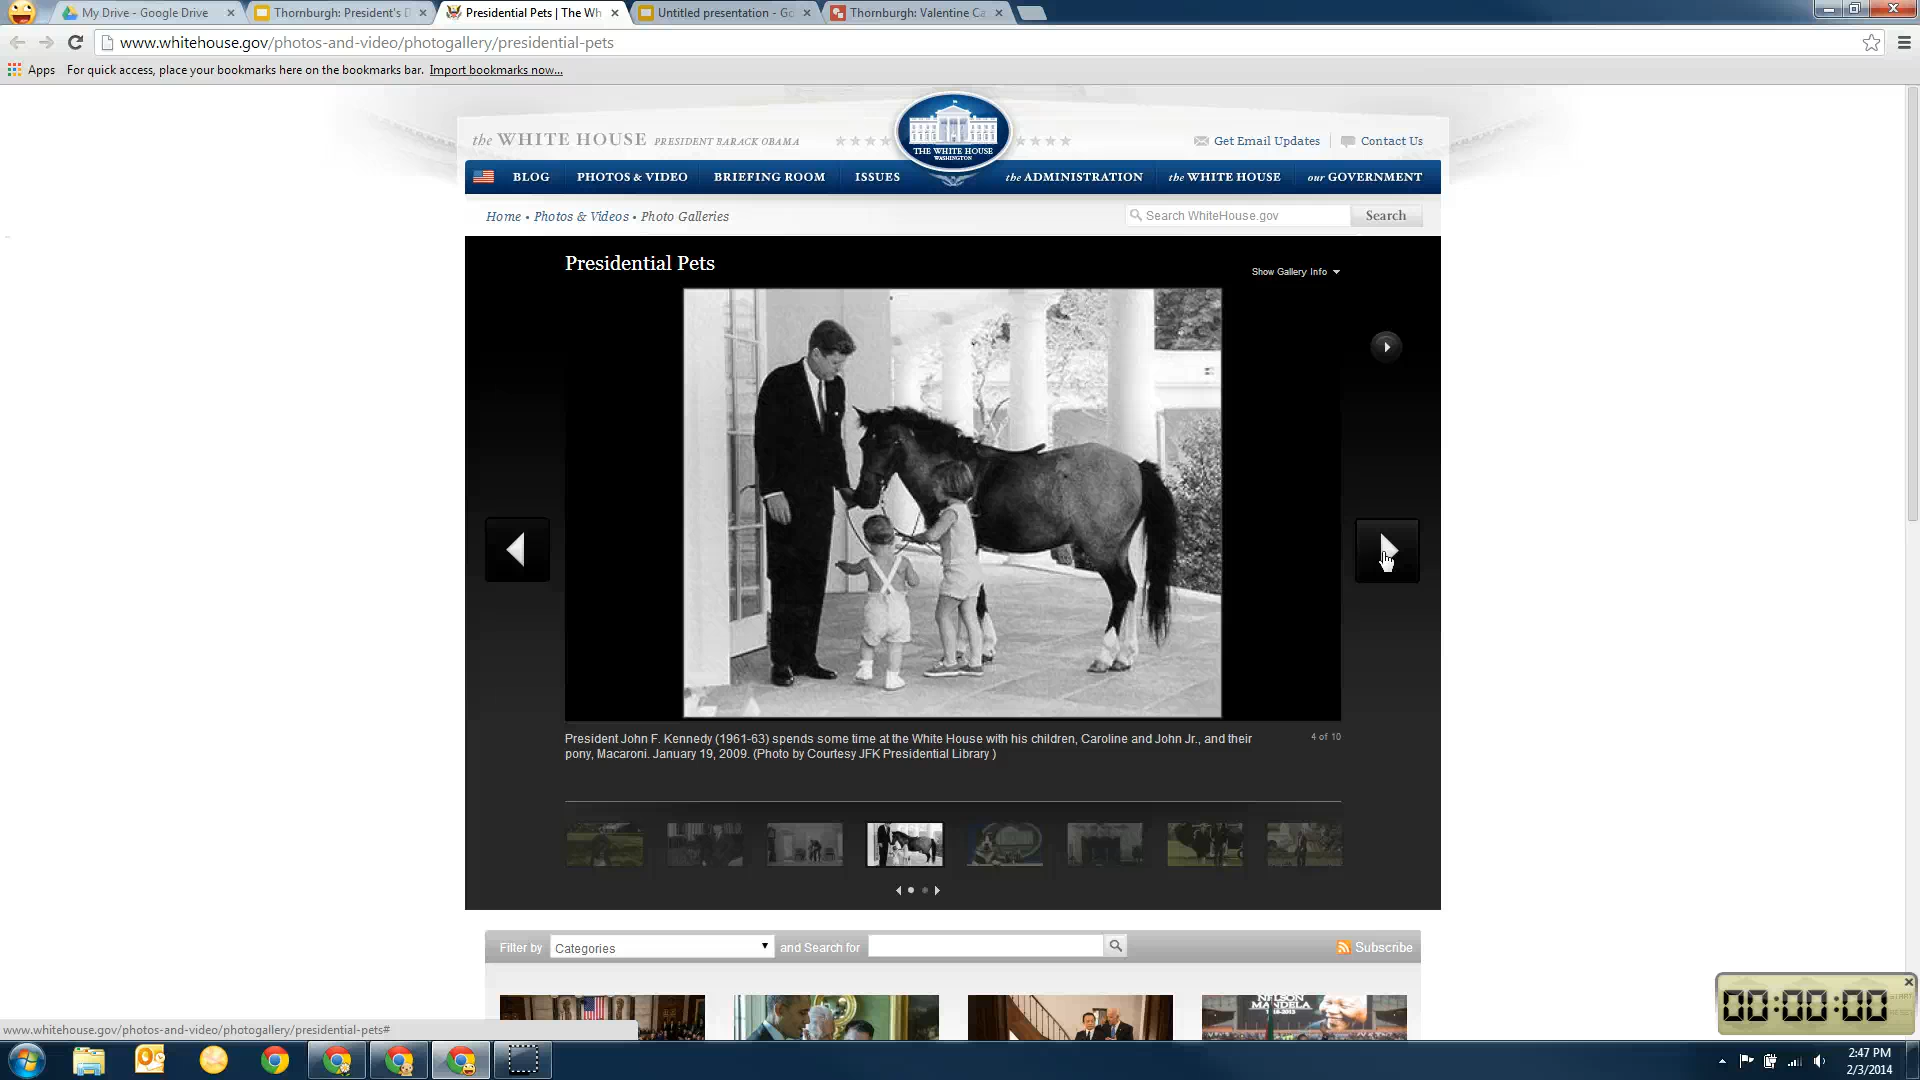 My Drive - Google Drive
Thornburgh: President's D
Presidential Pets | The Wh
Untitled presentation - Go
Thornburgh: Valentine Ca
www.whitehouse.gov/photos-and-video/photogallery/presidential-pets
Apps For quick access, place your bookmarks here on the bookmarks bar. Import bookmarks now...
the WHITE HOUSE PRESIDENT BARACK OBAMA
THE WHITE HOUSE
WASHINGTON
Get Email Updates Contact Us
BLOG PHOTOS & VIDEO BRIEFING ROOM ISSUES the ADMINISTRATION the WHITE HOUSE our GOVERNMENT
Home • Photos & Videos • Photo Galleries
Search WhiteHouse.gov Search
Presidential Pets
Show Gallery Info
President John F. Kennedy (1961-63) spends some time at the White House with his children, Caroline and John Jr., and their
pony, Macaroni. January 19, 2009. (Photo by Courtesy JFK Presidential Library )
4 of 10
Filter by Categories and Search for Subscribe
NELSON
MANDELA
1918-2013
00:00:00
START
www.whitehouse.gov/photos-and-video/photogallery/presidential-pets#
2:47 PM
2/3/2014